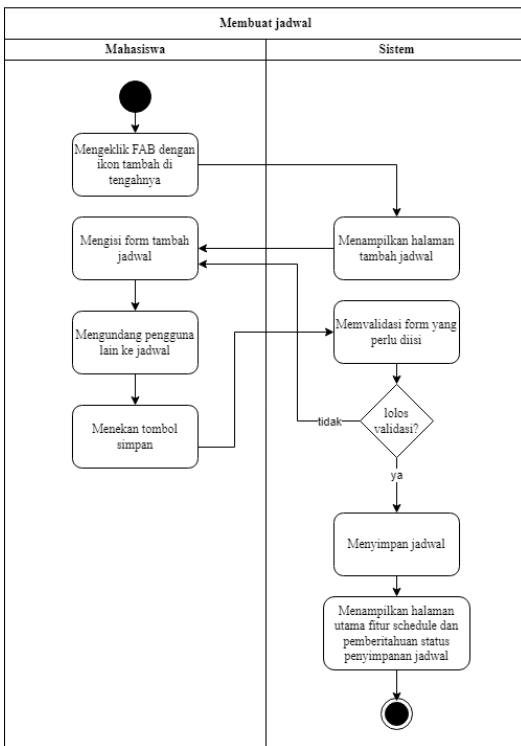 Membuat jadwal
Mahasiswa
Sistem
Mengeklik FAB dengan
ikon tambah di
tengahnya
Mengisi form tambah
jadwal
Menampilkan halaman
tambah jadwal
Mengundang pengguna
lain ke jadwal
Memvalidasi form yang
perlu diisi
Menekan tombol
simpan
tidak
lolos
validasi?
ya
Menyimpan jadwal
Menampilkan halaman
utama fitur schedule dan
pemberitahuan status
penyimpanan jadwal